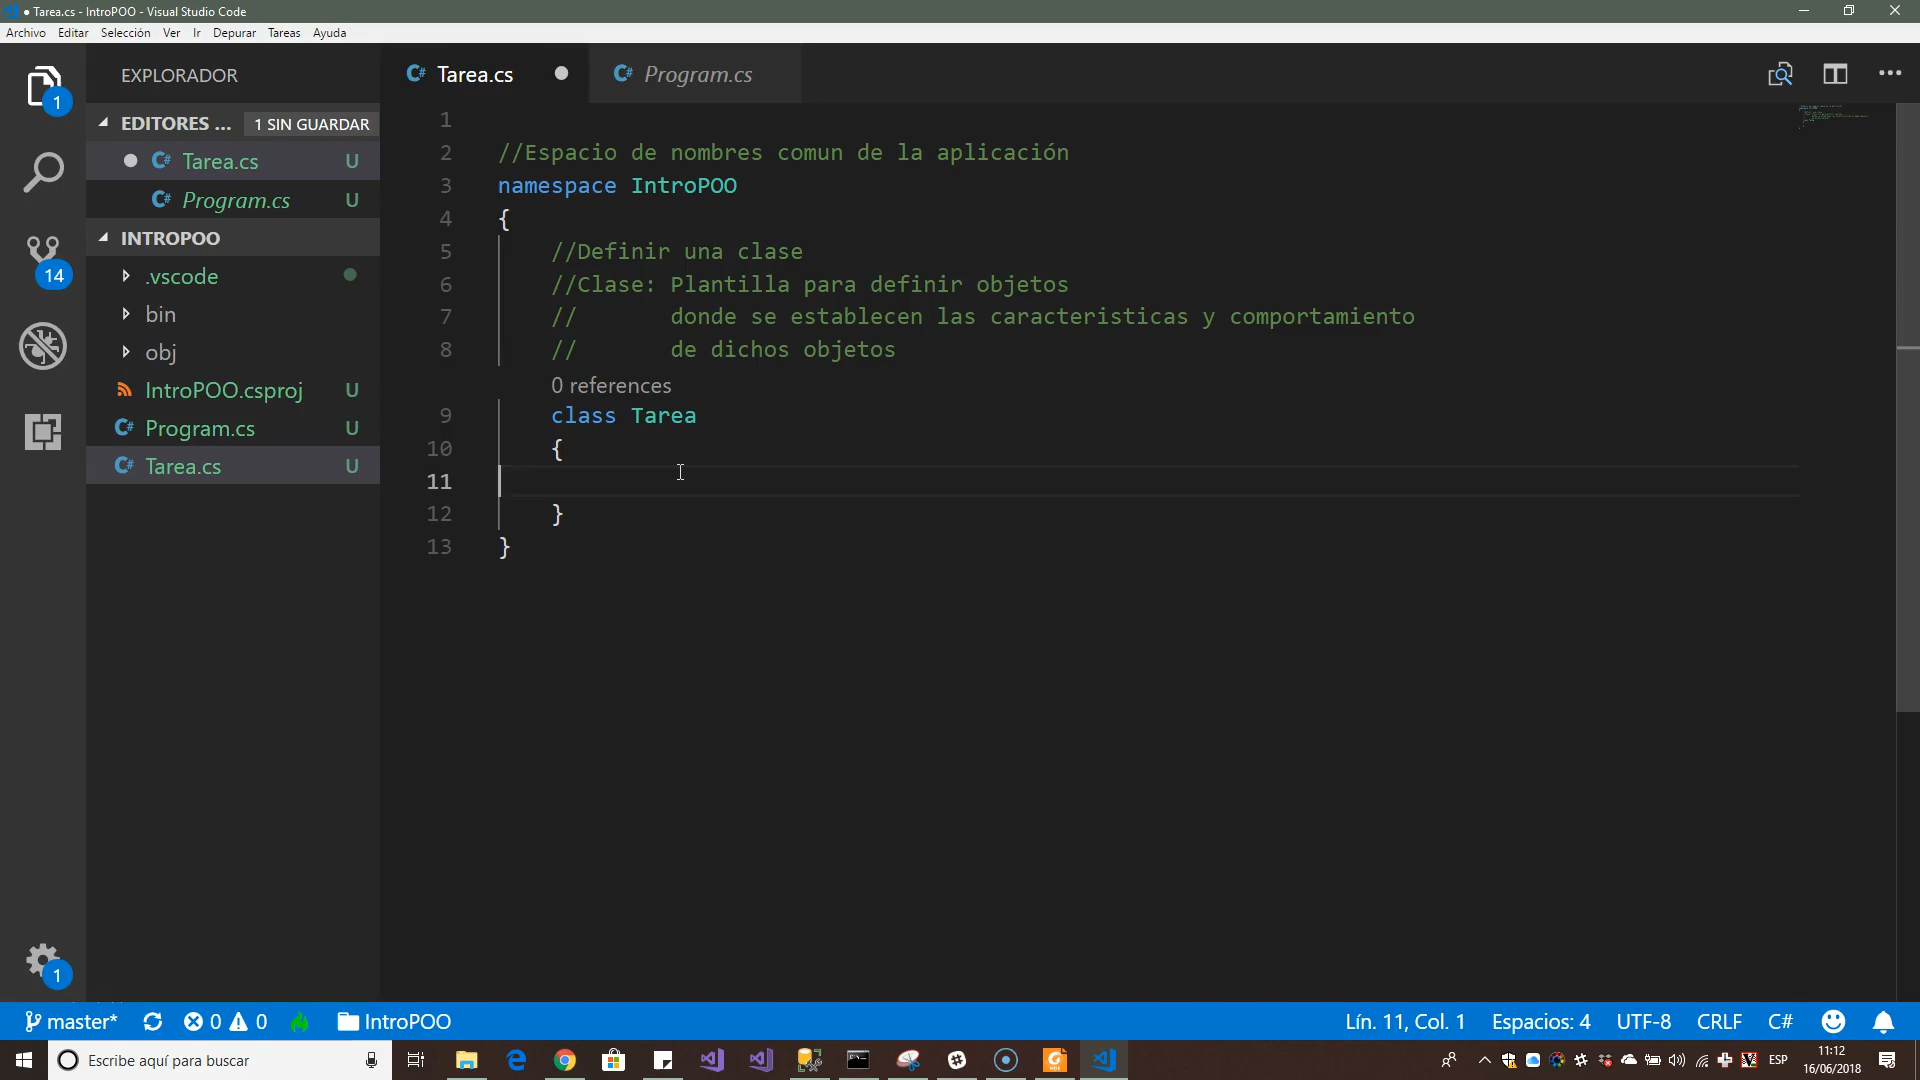 ● Tarea.cs - IntroPOO - Visual Studio Code
Archivo Editar Selección Ver Ir Depurar Tareas Ayuda
EXPLORADOR
EDITORES ... 1 SIN GUARDAR
Tarea.cs U
Program.cs U
INTROPOO
.vscode
bin
obj
IntroPOO.csproj U
Program.cs U
Tarea.cs U
1
14
1
Tarea.cs Program.cs
1
2 //Espacio de nombres comun de la aplicación
3 namespace IntroPOO
4 {
5 //Definir una clase
6 //Clase: Plantilla para definir objetos
7 // donde se establecen las caracteristicas y comportamiento
8 // de dichos objetos
0 references
9 class Tarea
10 {
11
12 }
13 }
master* 0 0 IntroPOO Lín. 11, Col. 1 Espacios: 4 UTF-8 CRLF C#
Escribe aquí para buscar
ESP
11:12
16/06/2018